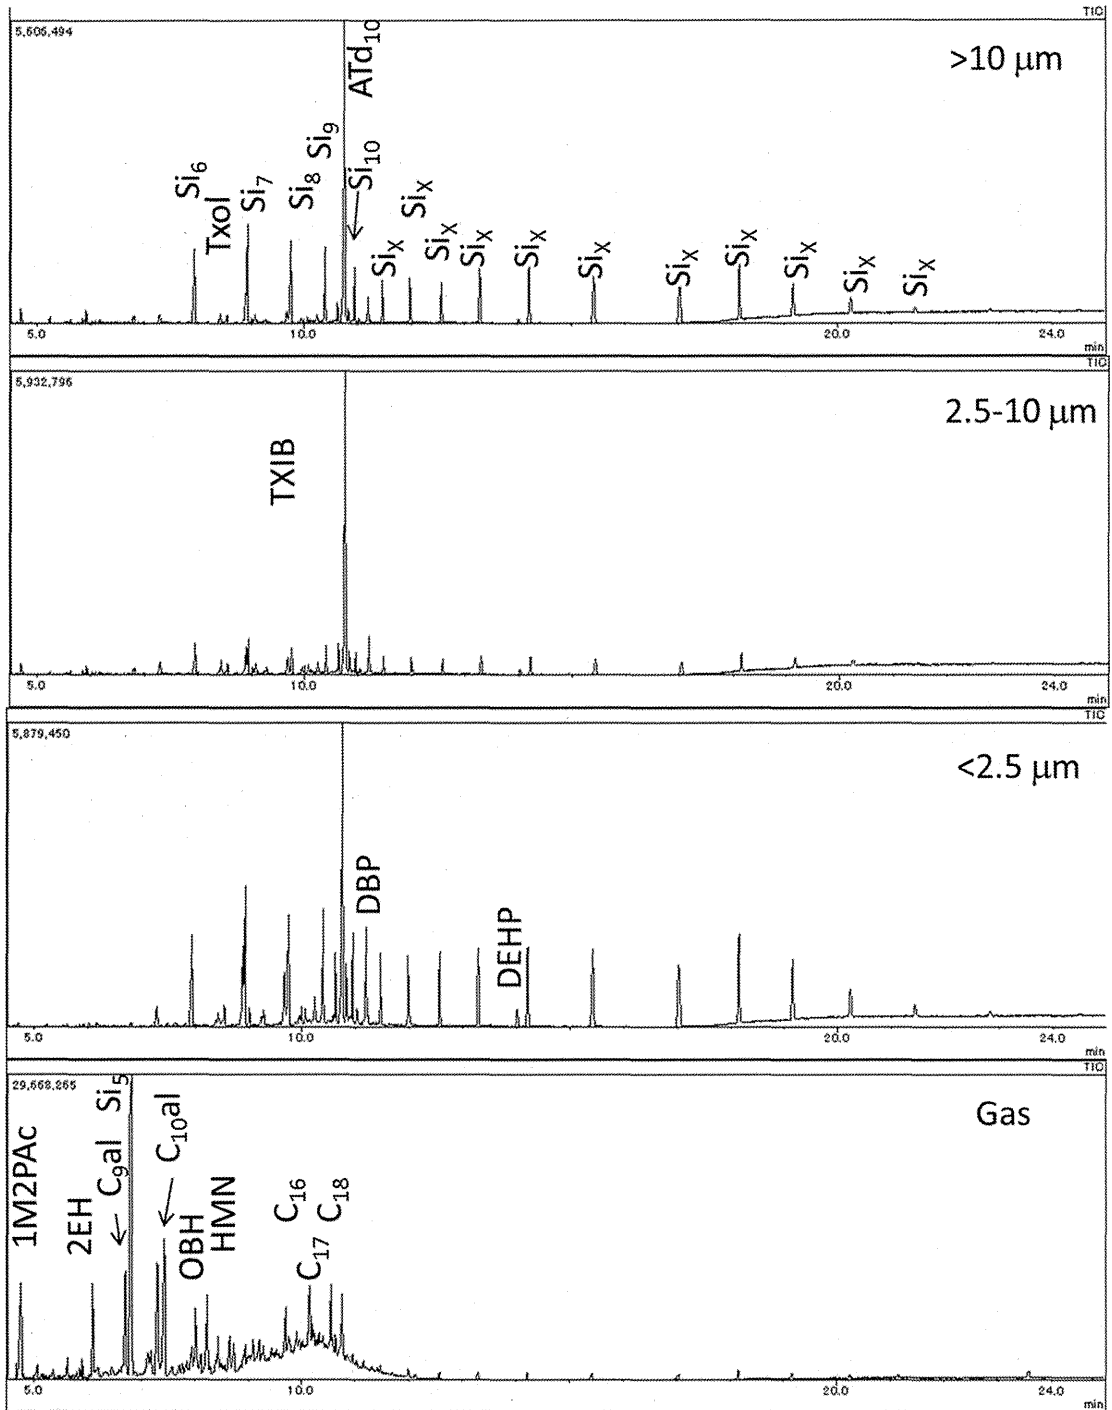 TIC
5,605,494
>10 μm
ATd10
Si6
Txol
Si7
Si8
Si9
Si10
SiX
SiX
SiX
SiX
SiX
SiX
SiX
SiX
SiX
SiX
SiX
5.0 10.0 20.0 24.0
min
TIC
5,932,796
2.5-10 μm
TXIB
5.0 10.0 20.0 24.0
min
TIC
5,879,450
<2.5 μm
DBP
DEHP
5.0 10.0 20.0 24.0
min
TIC
29,668,265
Gas
1M2PAc
2EH
C9al
Si5
C10al
OBH
HMN
C16
C17
C18
5.0 10.0 20.0 24.0
min